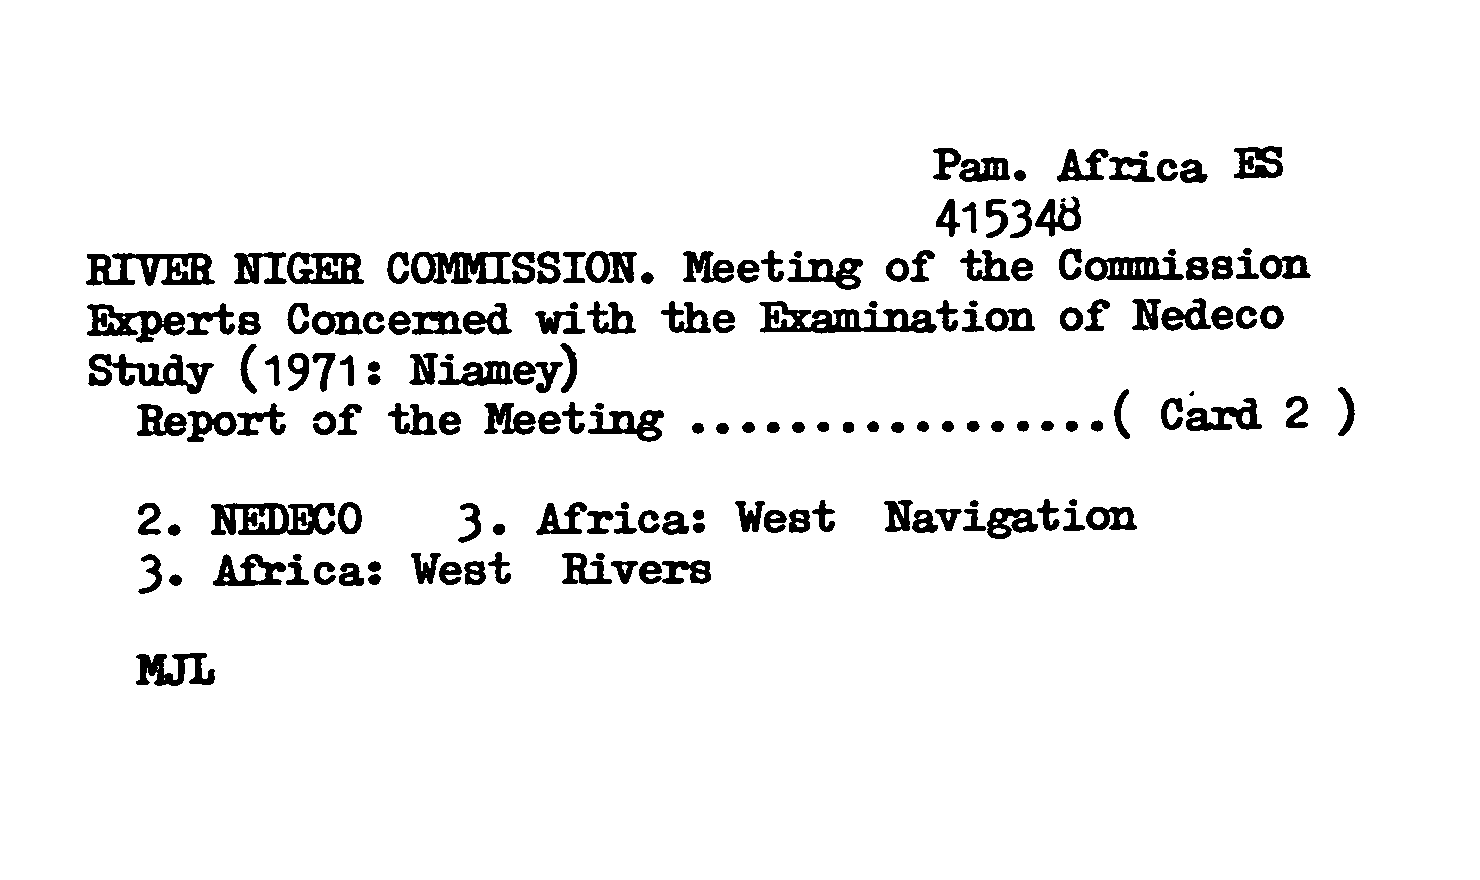 Pam. Africa ES
415348
RIVER NIGER COMMISSION. Meeting of the Commission
Experts Concerned with the Examination of Nedeco
Study (1971: Niamey)
Report of the Meeting .................( Card 2 )
2. NEDECO 3. Africa: West Navigation
3. Africa: West Rivers
MJL